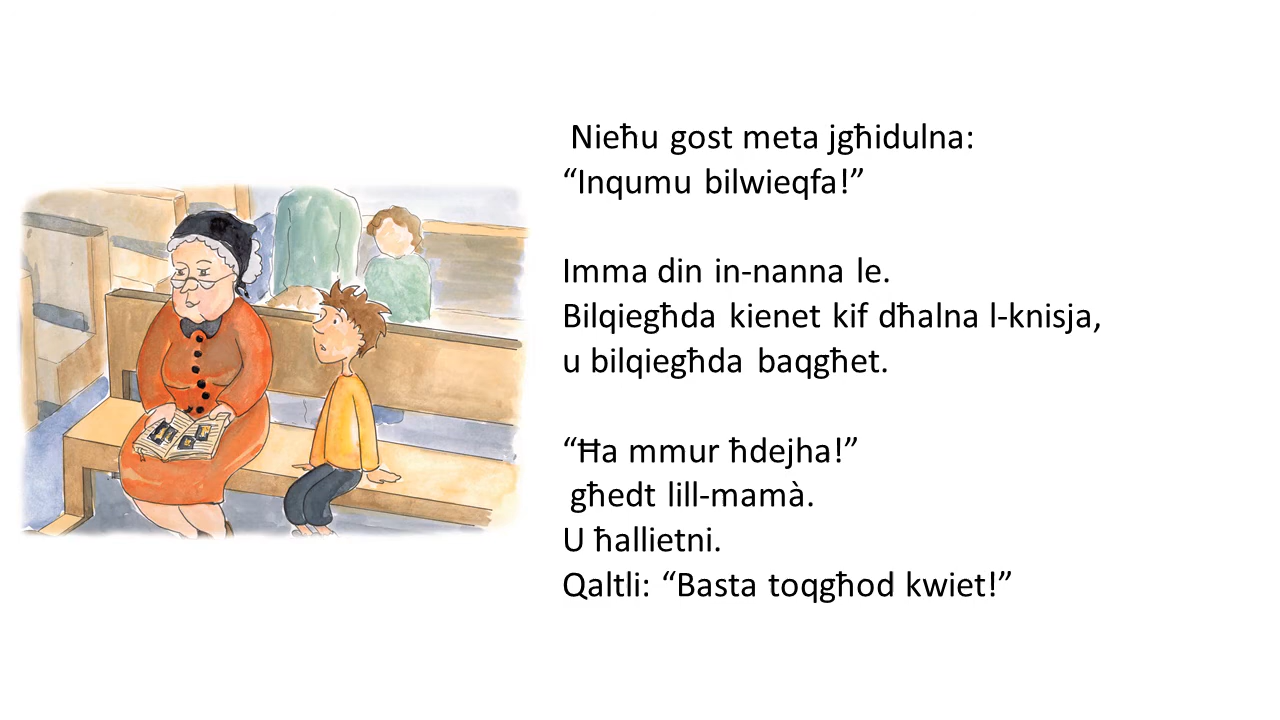 Nieħu gost meta jgħidulna:
“Inqumu bilwieqfa!”
Imma din in-nanna le.
Bilqiegħda kienet kif dħalna l-knisja,
u bilqiegħda baqgħet.
“Ħa mmur ħdejha!”
għedt lill-mamà.
U ħallietni.
Qaltli: “Basta toqgħod kwiet!”